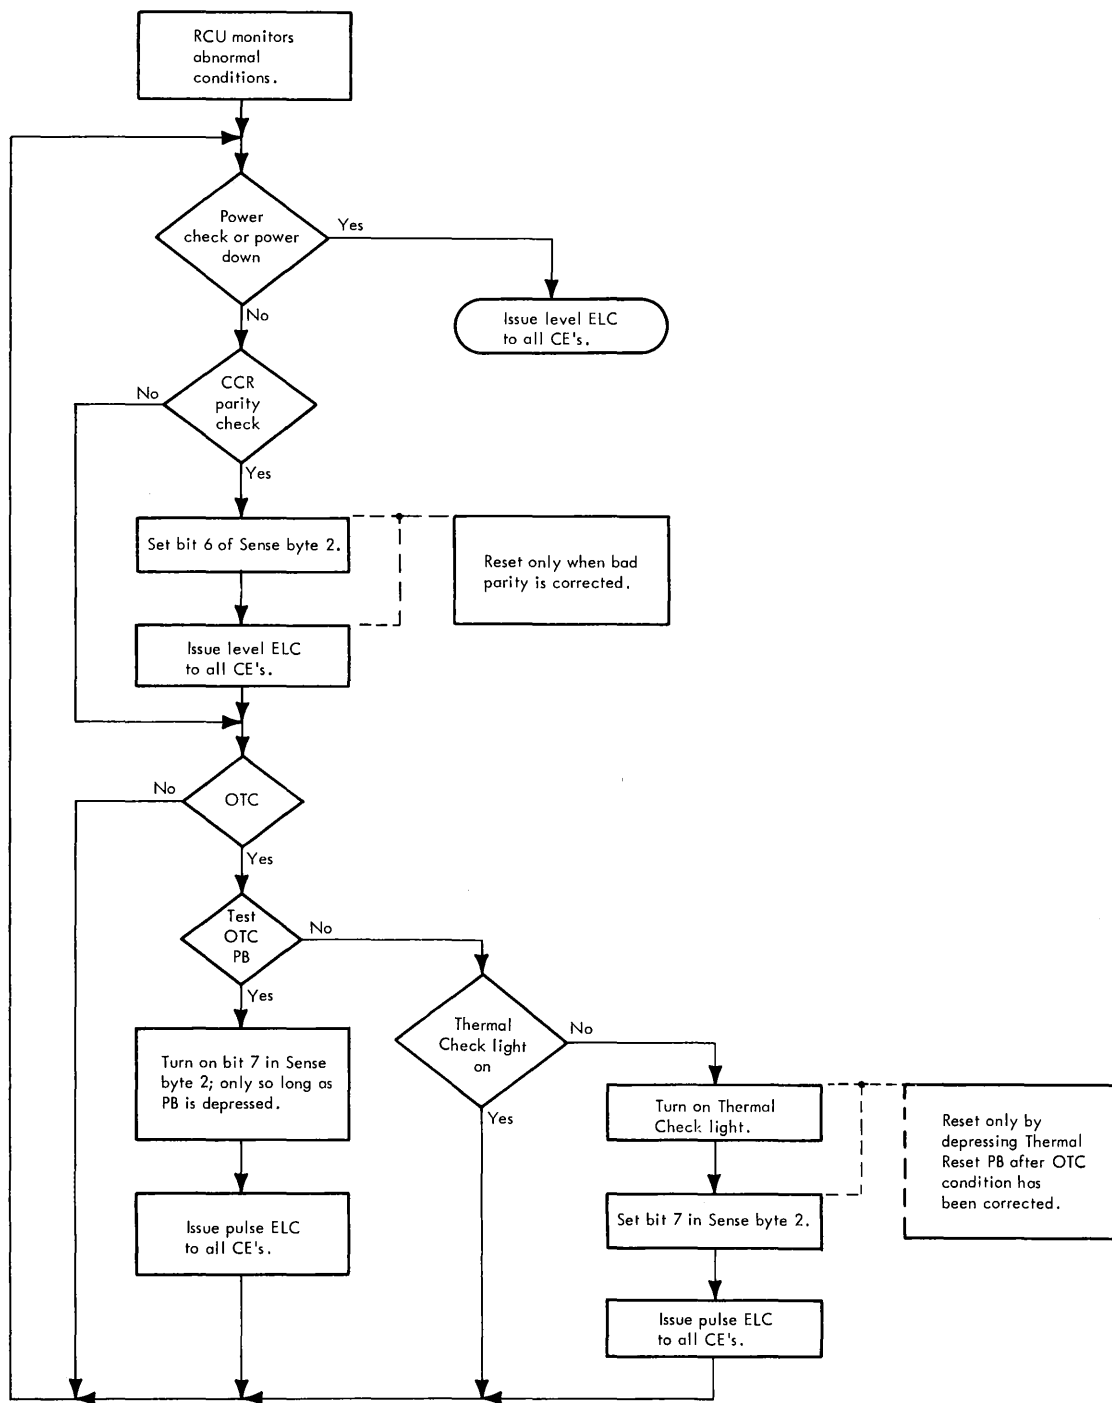 RCU monitors
abnormal
conditions.
Power
check or power
down
Yes
Issue level ELC
to all CE's.
No
CCR
parity
check
No
Yes
Set bit 6 of Sense byte 2.
Reset only when bad
parity is corrected.
Issue level ELC
to all CE's.
OTC
No
Yes
Test
OTC
PB
No
Yes
Thermal
Check light
on
No
Yes
Turn on bit 7 in Sense
byte 2; only so long as
PB is depressed.
Issue pulse ELC
to all CE's.
Turn on Thermal
Check light.
Reset only by
depressing Thermal
Reset PB after OTC
condition has
been corrected.
Set bit 7 in Sense byte 2.
Issue pulse ELC
to all CE's.